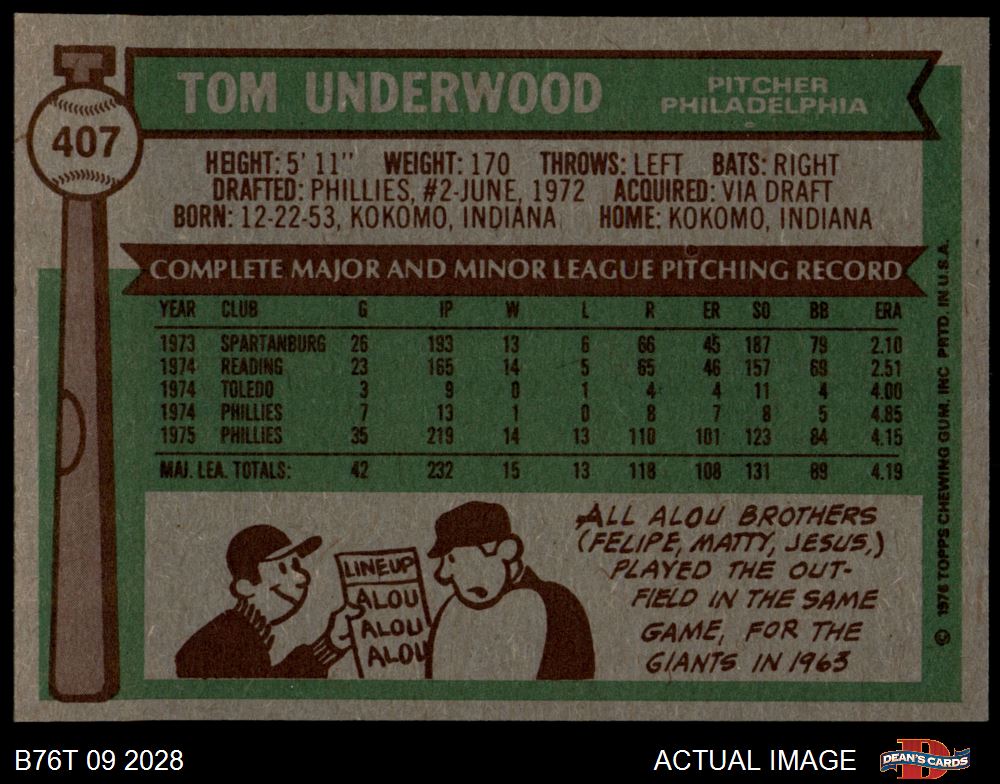 TOM UNDERWOOD
PITCHER
PHILADELPHIA
407
HEIGHT: 5' 11" WEIGHT: 170 THROWS: LEFT BATS: RIGHT
DRAFTED: PHILLIES, #2-JUNE, 1972 ACQUIRED: VIA DRAFT
BORN: 12-22-53, KOKOMO, INDIANA HOME: KOKOMO, INDIANA
COMPLETE MAJOR AND MINOR LEAGUE PITCHING RECORD
YEAR CLUB G IP W L R ER SO BB ERA
1973 SPARTANBURG 26 193 13 6 66 45 187 79 2.10
1974 READING 23 165 14 5 65 46 157 69 2.51
1974 TOLEDO 3 9 0 1 4 4 11 4 4.00
1974 PHILLIES 7 13 1 0 8 7 8 5 4.85
1975 PHILLIES 35 219 14 13 110 101 123 84 4.15
MAJ. LEA. TOTALS: 42 232 15 13 118 108 131 89 4.19
LINEUP
ALOU
ALOU
ALOU
ALL ALOU BROTHERS
(FELIPE, MATTY, JESUS,)
PLAYED THE OUT-
FIELD IN THE SAME
GAME, FOR THE
GIANTS IN 1963
© 1976 TOPPS CHEWING GUM, INC PRTD. IN U.S.A.
B76T 09 2028
ACTUAL IMAGE
D
DEAN'S CARDS